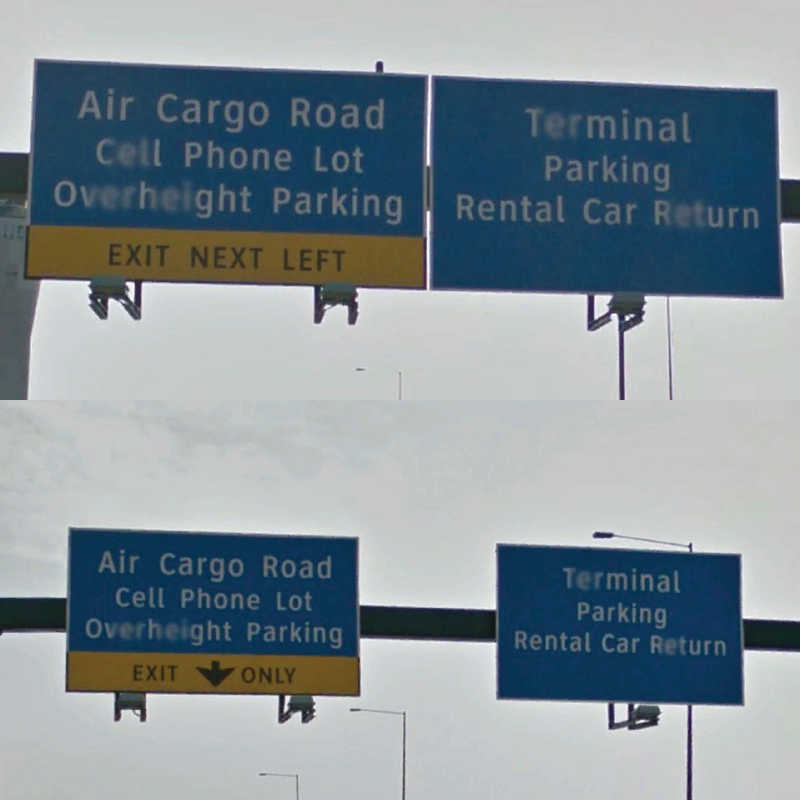 Air Cargo Road
Cell Phone Lot
Overheight Parking
EXIT NEXT LEFT
Terminal
Parking
Rental Car Return
Air Cargo Road
Cell Phone Lot
Overheight Parking
EXIT ONLY
Terminal
Parking
Rental Car Return